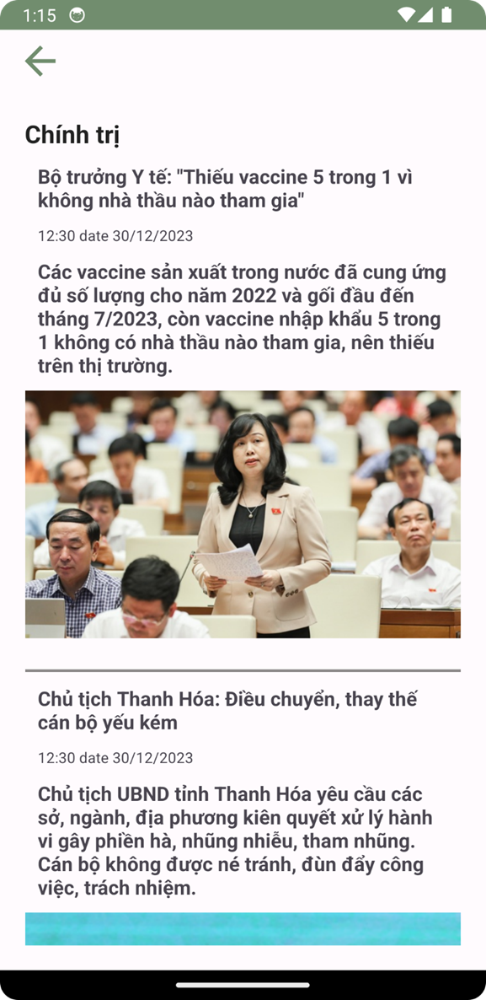 1:15
Chính trị
Bộ trưởng Y tế: "Thiếu vaccine 5 trong 1 vì
không nhà thầu nào tham gia"
12:30 date 30/12/2023
Các vaccine sản xuất trong nước đã cung ứng
đủ số lượng cho năm 2022 và gối đầu đến
tháng 7/2023, còn vaccine nhập khẩu 5 trong
1 không có nhà thầu nào tham gia, nên thiếu
trên thị trường.
Chủ tịch Thanh Hóa: Điều chuyển, thay thế
cán bộ yếu kém
12:30 date 30/12/2023
Chủ tịch UBND tỉnh Thanh Hóa yêu cầu các
sở, ngành, địa phương kiên quyết xử lý hành
vi gây phiền hà, nhũng nhiễu, tham nhũng.
Cán bộ không được né tránh, đùn đẩy công
việc, trách nhiệm.